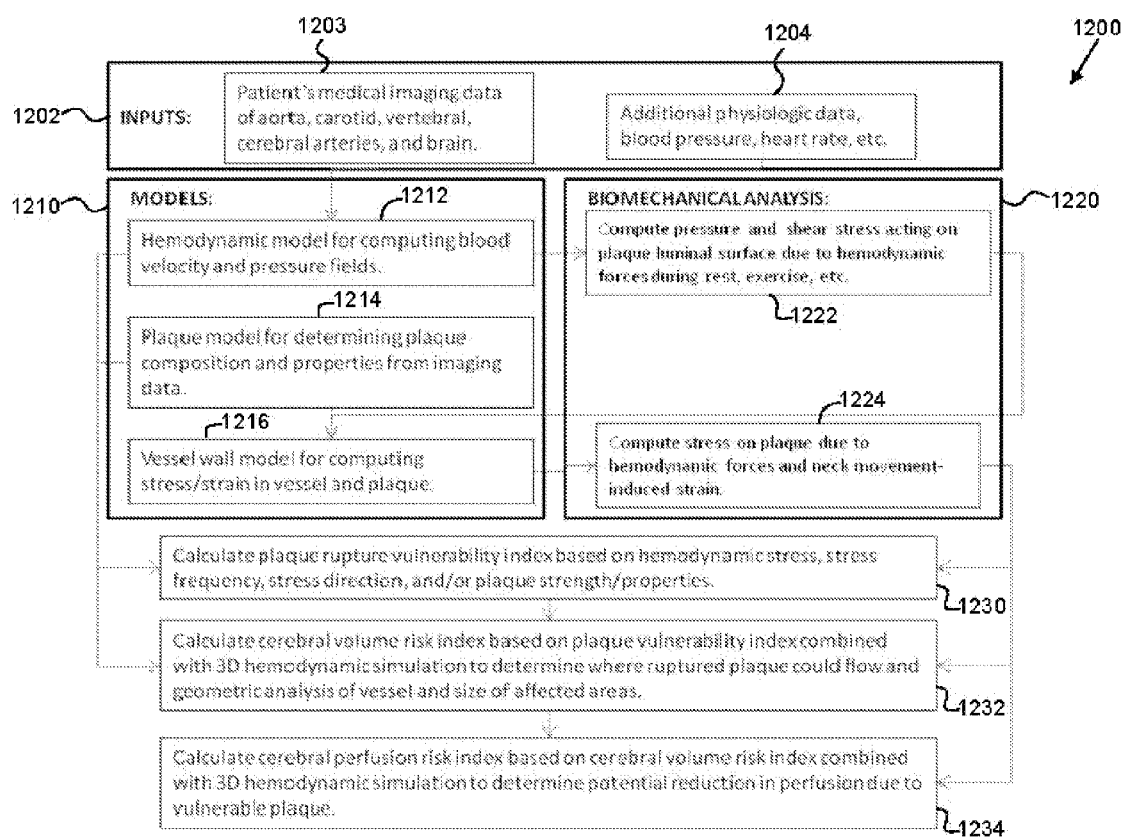 1203
1204
1200
1202
INPUTS:
Patient's medical imaging data
of aorta, carotid, vertebral,
cerebral arteries, and brain.
Additional physiologic data,
blood pressure, heart rate, etc.
1210
MODELS:
1212
Hemodynamic model for computing blood
velocity and pressure fields.
1214
Plaque model for determining plaque
composition and properties from imaging
data.
1216
Vessel wall model for computing
stress/strain in vessel and plaque.
BIOMECHANICAL ANALYSIS:
1220
Compute pressure and shear stress acting on
plaque luminal surface due to hemodynamic
forces during rest, exercise, etc.
1222
1224
Compute stress on plaque due to
hemodynamic forces and neck movement-
induced strain.
Calculate plaque rupture vulnerability index based on hemodynamic stress, stress
frequency, stress direction, and/or plaque strength/properties.
1230
Calculate cerebral volume risk index based on plaque vulnerability index combined
with 3D hemodynamic simulation to determine where ruptured plaque could flow and
geometric analysis of vessel and size of affected areas.
1232
Calculate cerebral perfusion risk index based on cerebral volume risk index combined
with 3D hemodynamic simulation to determine potential reduction in perfusion due to
vulnerable plaque.
1234